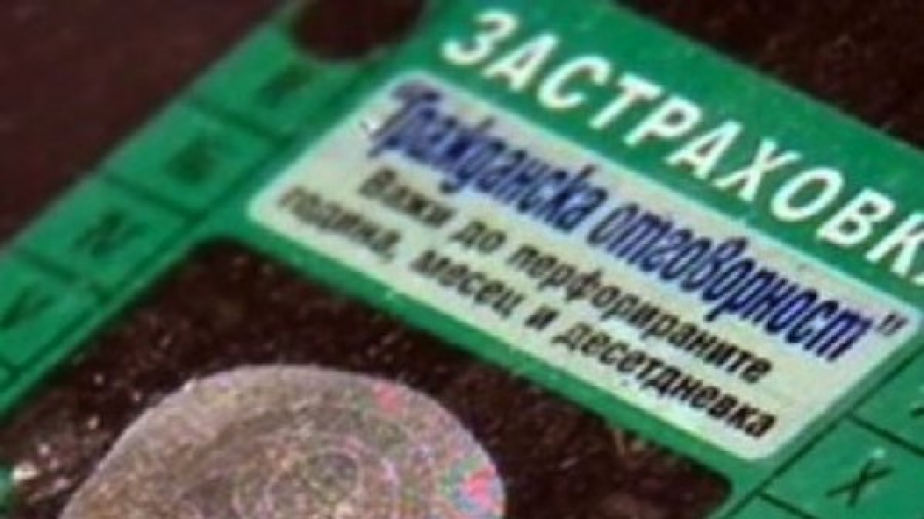 ЗАСТРАХОВК
"Гражданска отговорност"
Важи до перфорираните
година, месец и десетдневка
X